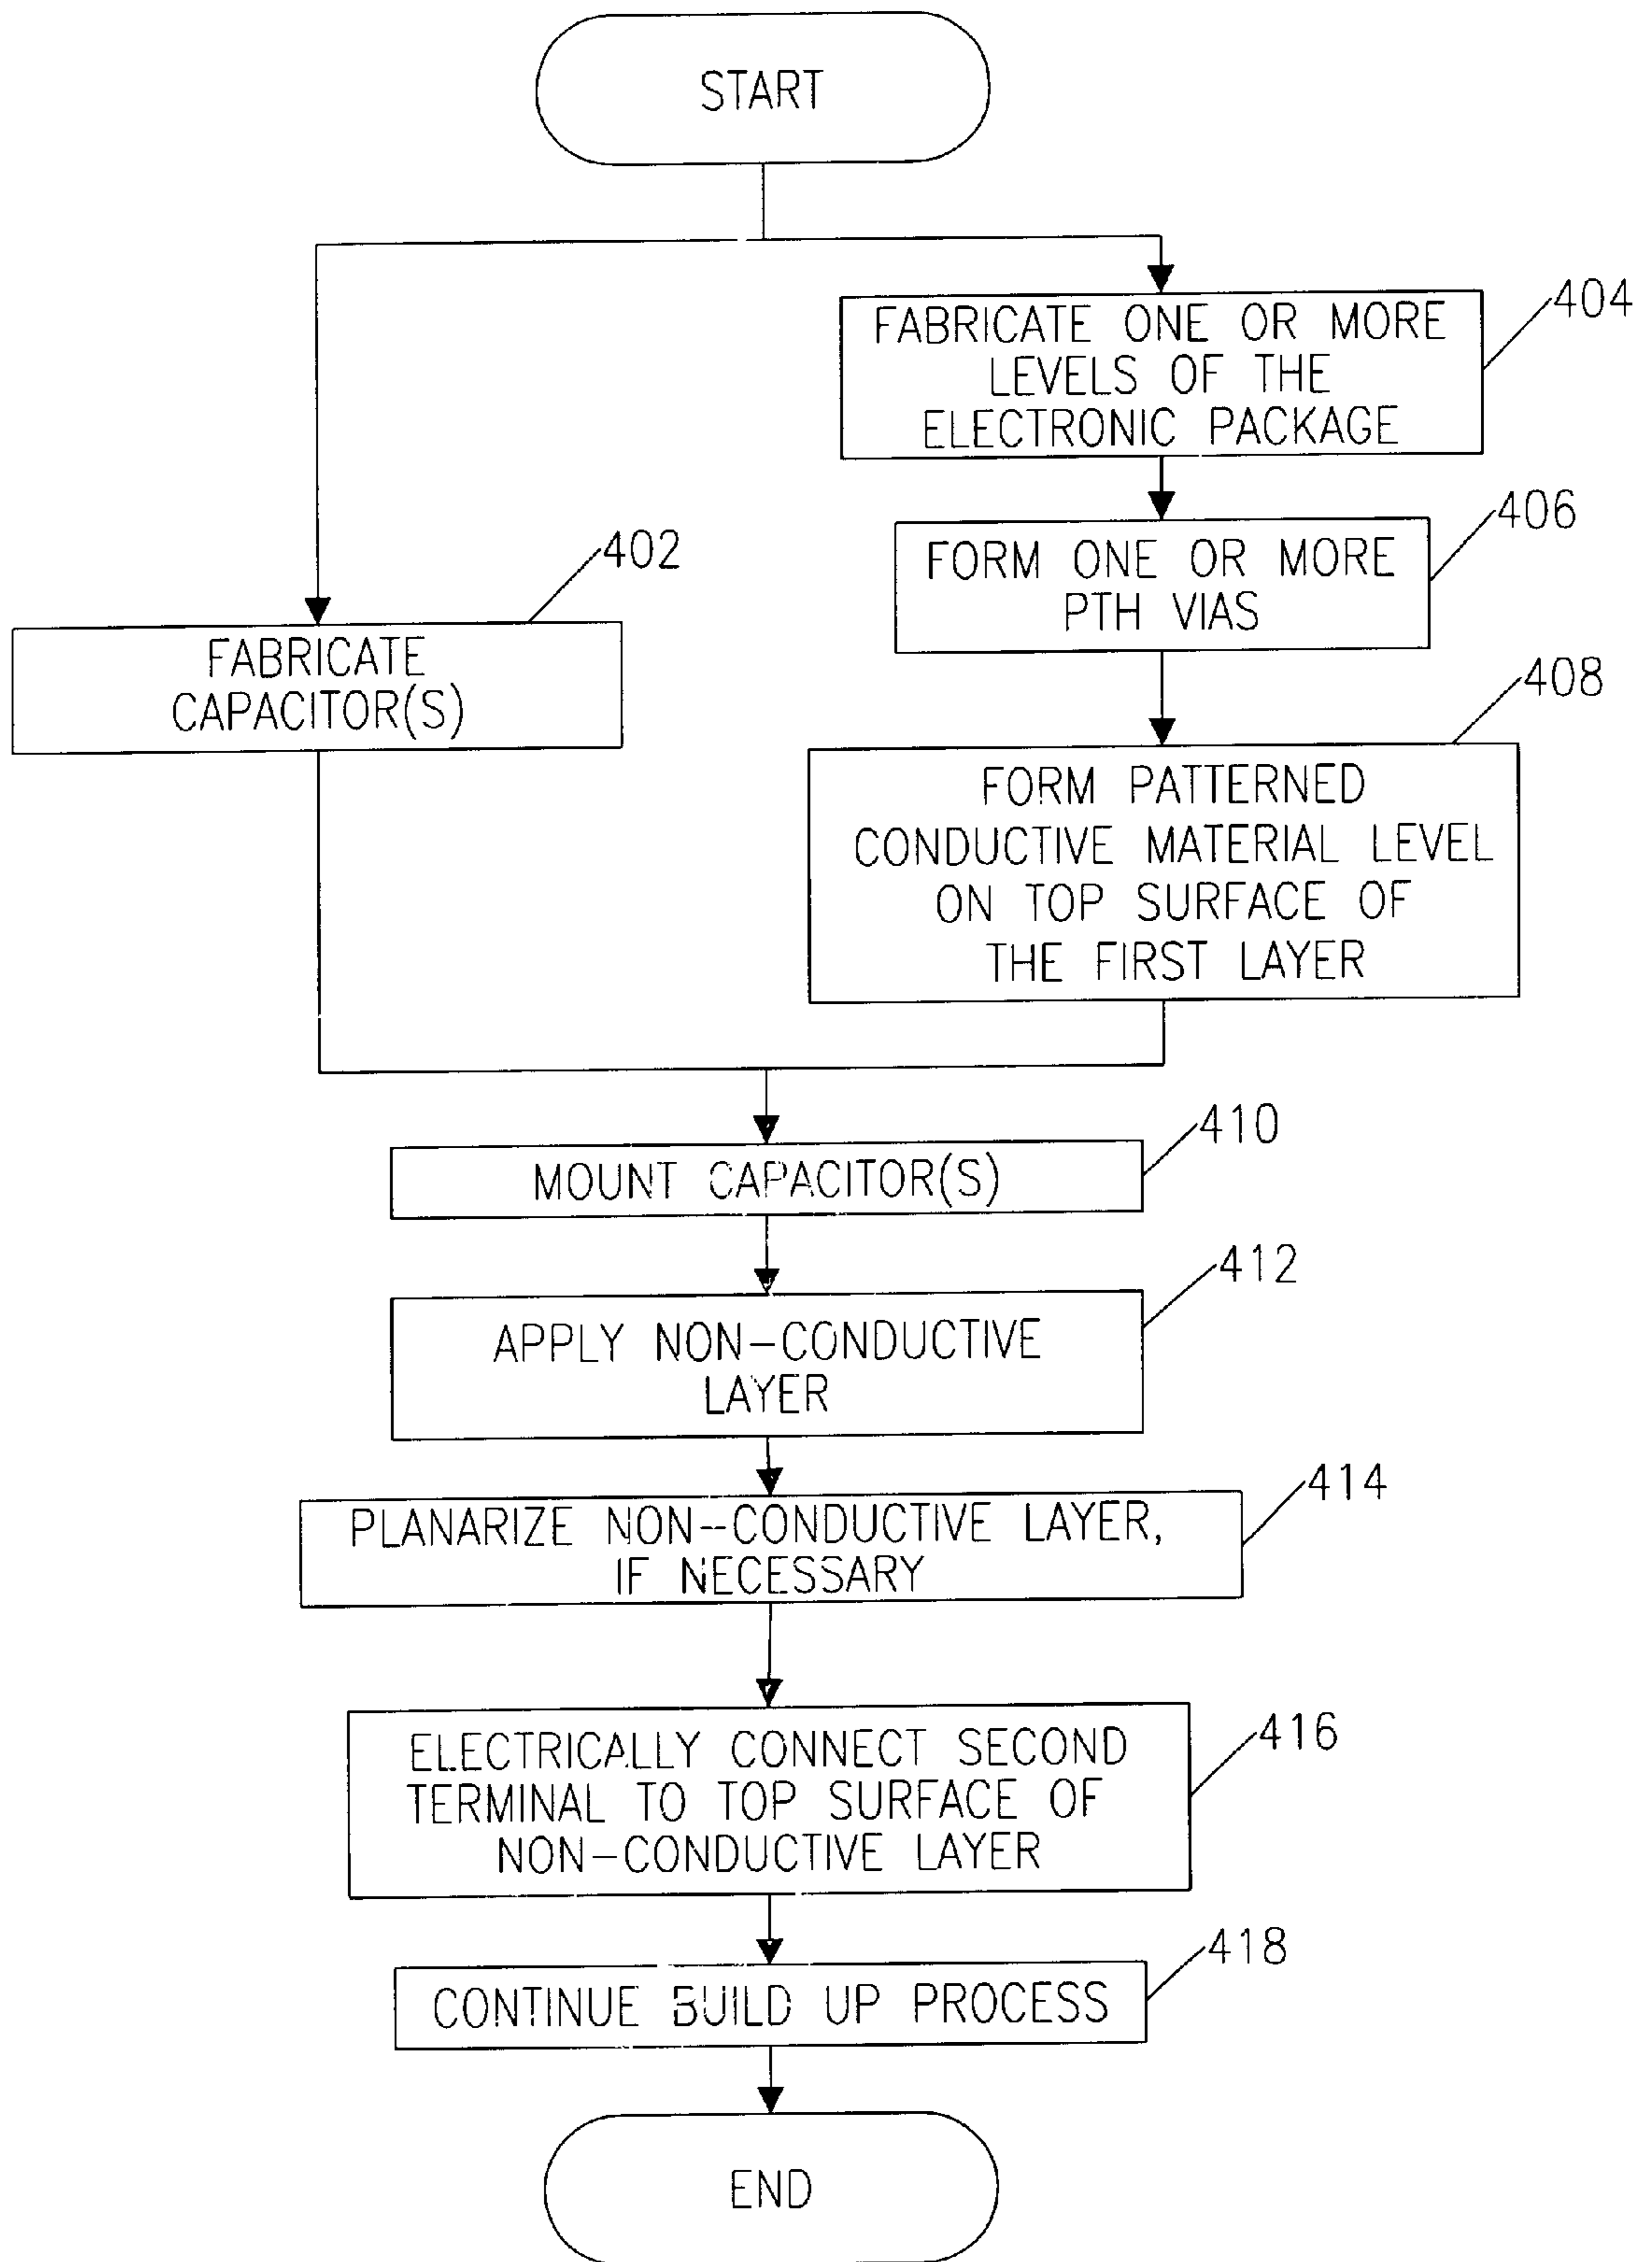 START
404
FABRICATE ONE OR MORE
LEVELS OF THE
ELECTRONIC PACKAGE
406
FORM ONE OR MORE
PTH VIAS
402
FABRICATE
CAPACITOR(S)
408
FORM PATTERNED
CONDUCTIVE MATERIAL LEVEL
ON TOP SURFACE OF
THE FIRST LAYER
410
MOUNT CAPACITOR(S)
412
APPLY NON-CONDUCTIVE
LAYER
414
PLANARIZE NON-CONDUCTIVE LAYER,
IF NECESSARY
416
ELECTRICALLY CONNECT SECOND
TERMINAL TO TOP SURFACE OF
NON-CONDUCTIVE LAYER
418
CONTINUE BUILD UP PROCESS
END